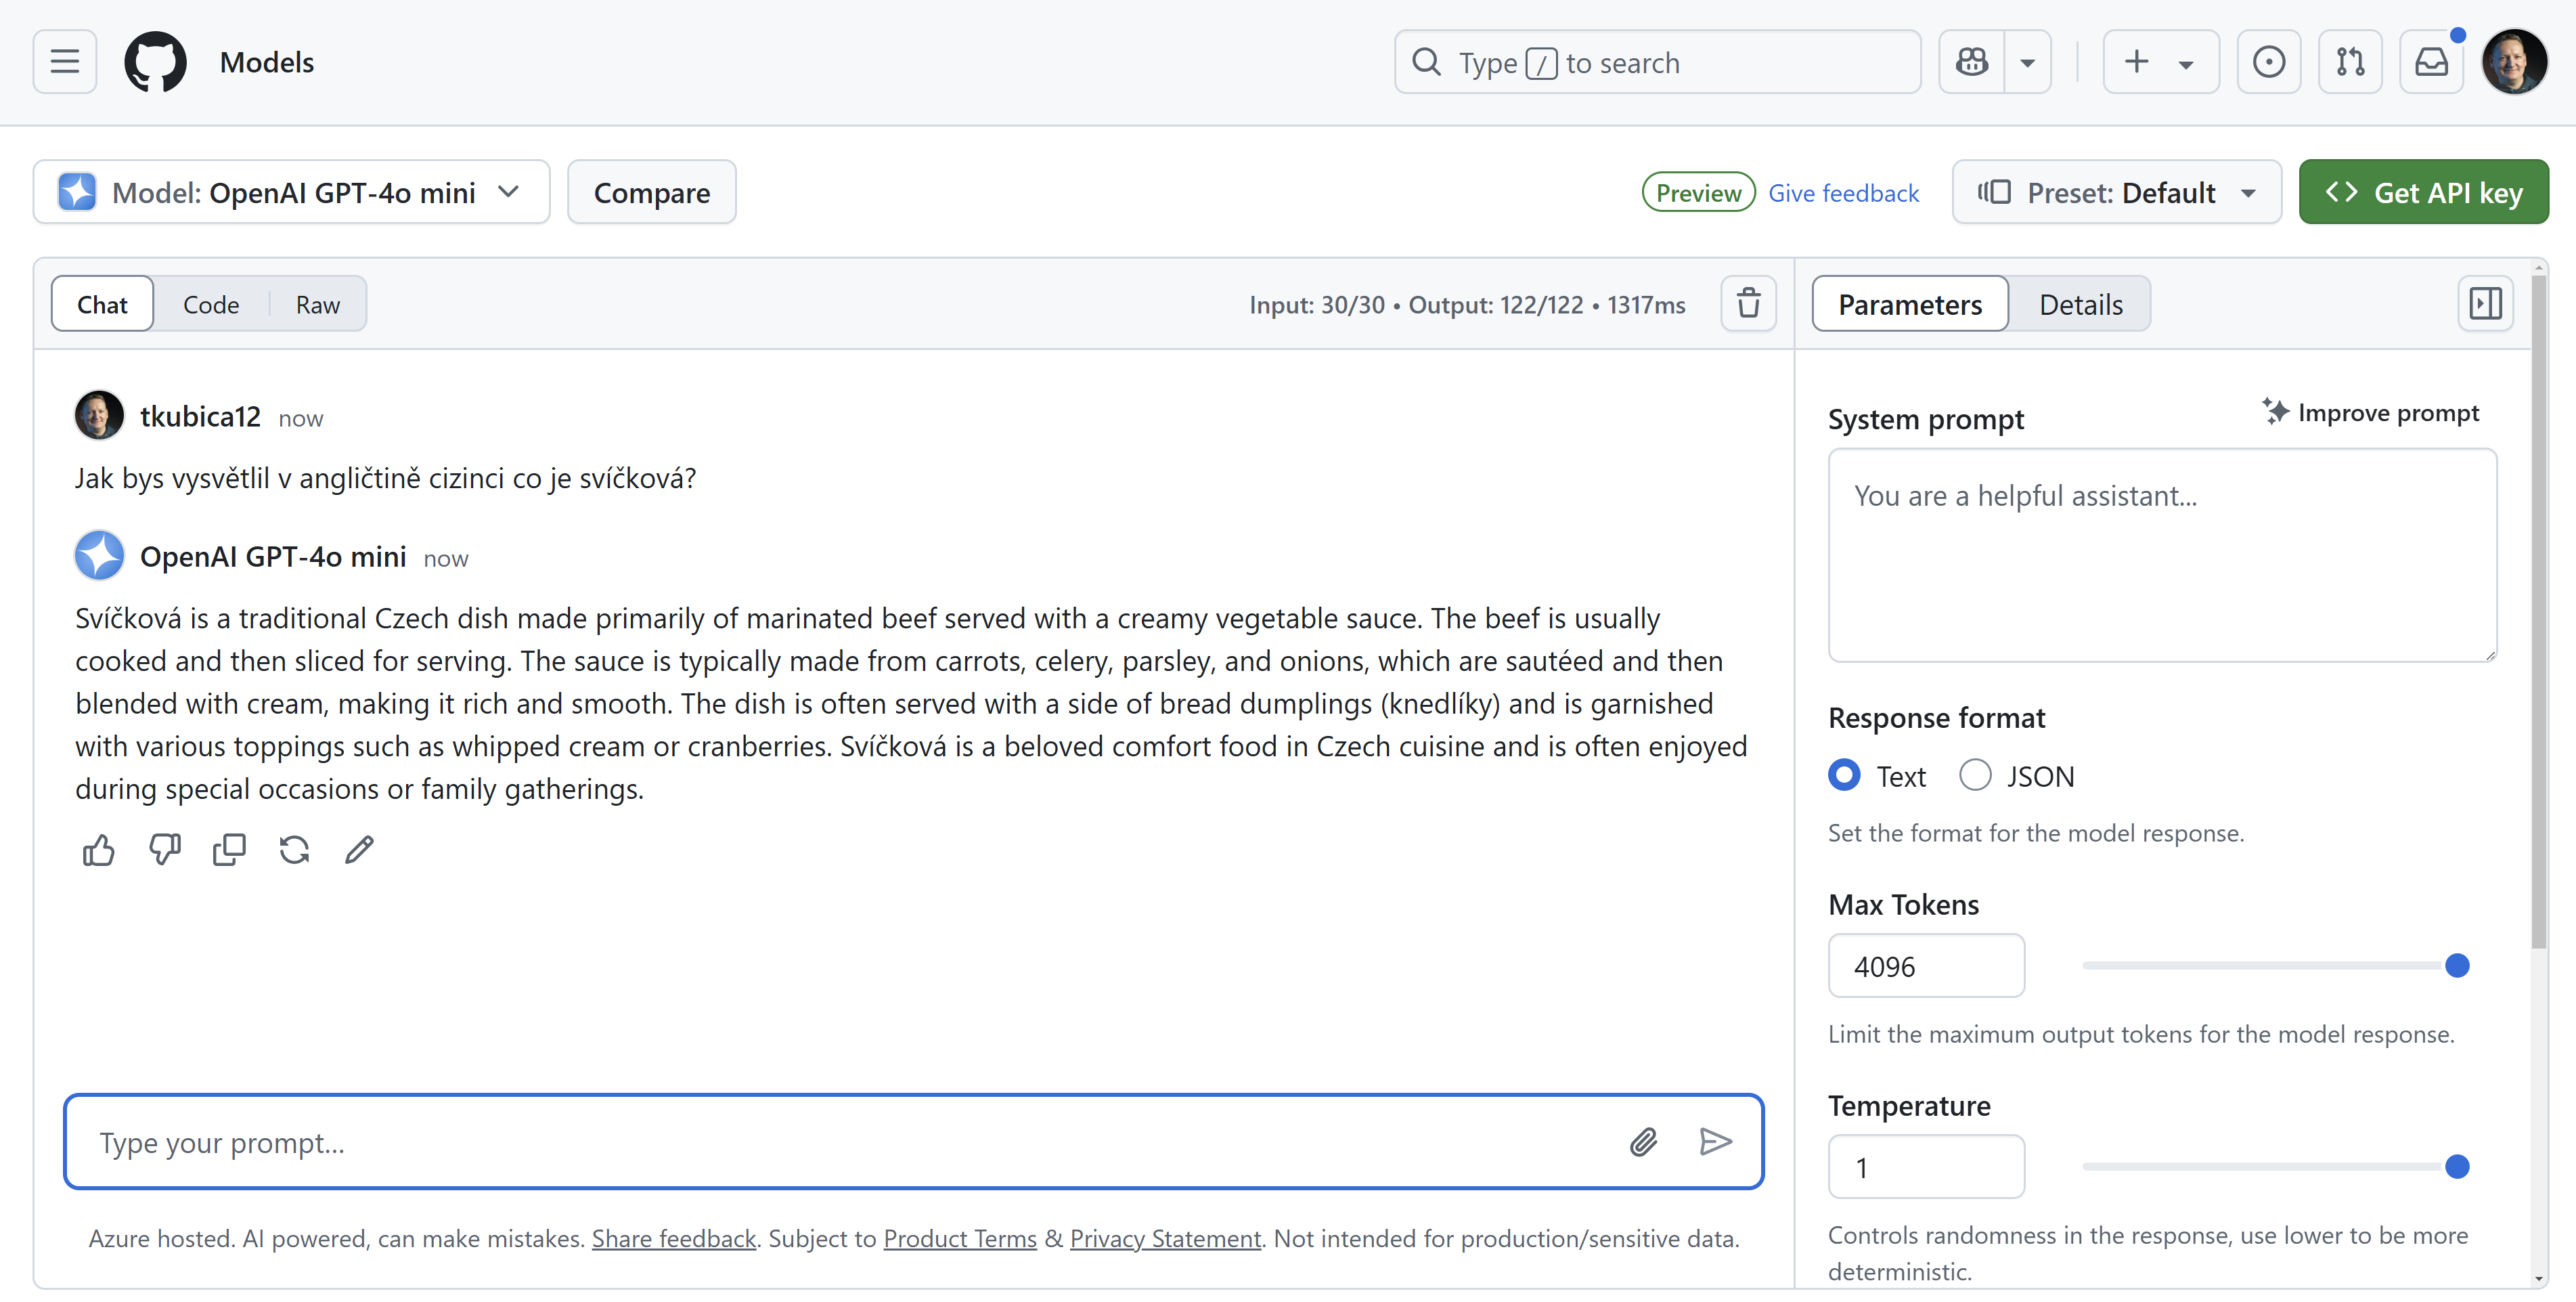 Models
Type / to search
Model: OpenAI GPT-4o mini
Compare
Preview
Give feedback
Preset: Default
Get API key
Chat
Code
Raw
Input: 30/30 • Output: 122/122 • 1317ms
Parameters
Details
tkubica12 now
Jak bys vysvětlil v angličtině cizinci co je svíčková?
OpenAI GPT-4o mini now
Svíčková is a traditional Czech dish made primarily of marinated beef served with a creamy vegetable sauce. The beef is usually
cooked and then sliced for serving. The sauce is typically made from carrots, celery, parsley, and onions, which are sautéed and then
blended with cream, making it rich and smooth. The dish is often served with a side of bread dumplings (knedlíky) and is garnished
with various toppings such as whipped cream or cranberries. Svíčková is a beloved comfort food in Czech cuisine and is often enjoyed
during special occasions or family gatherings.
Type your prompt...
Azure hosted. AI powered, can make mistakes. Share feedback. Subject to Product Terms & Privacy Statement. Not intended for production/sensitive data.
System prompt
Improve prompt
You are a helpful assistant...
Response format
Text
JSON
Set the format for the model response.
Max Tokens
4096
Limit the maximum output tokens for the model response.
Temperature
1
Controls randomness in the response, use lower to be more
deterministic.